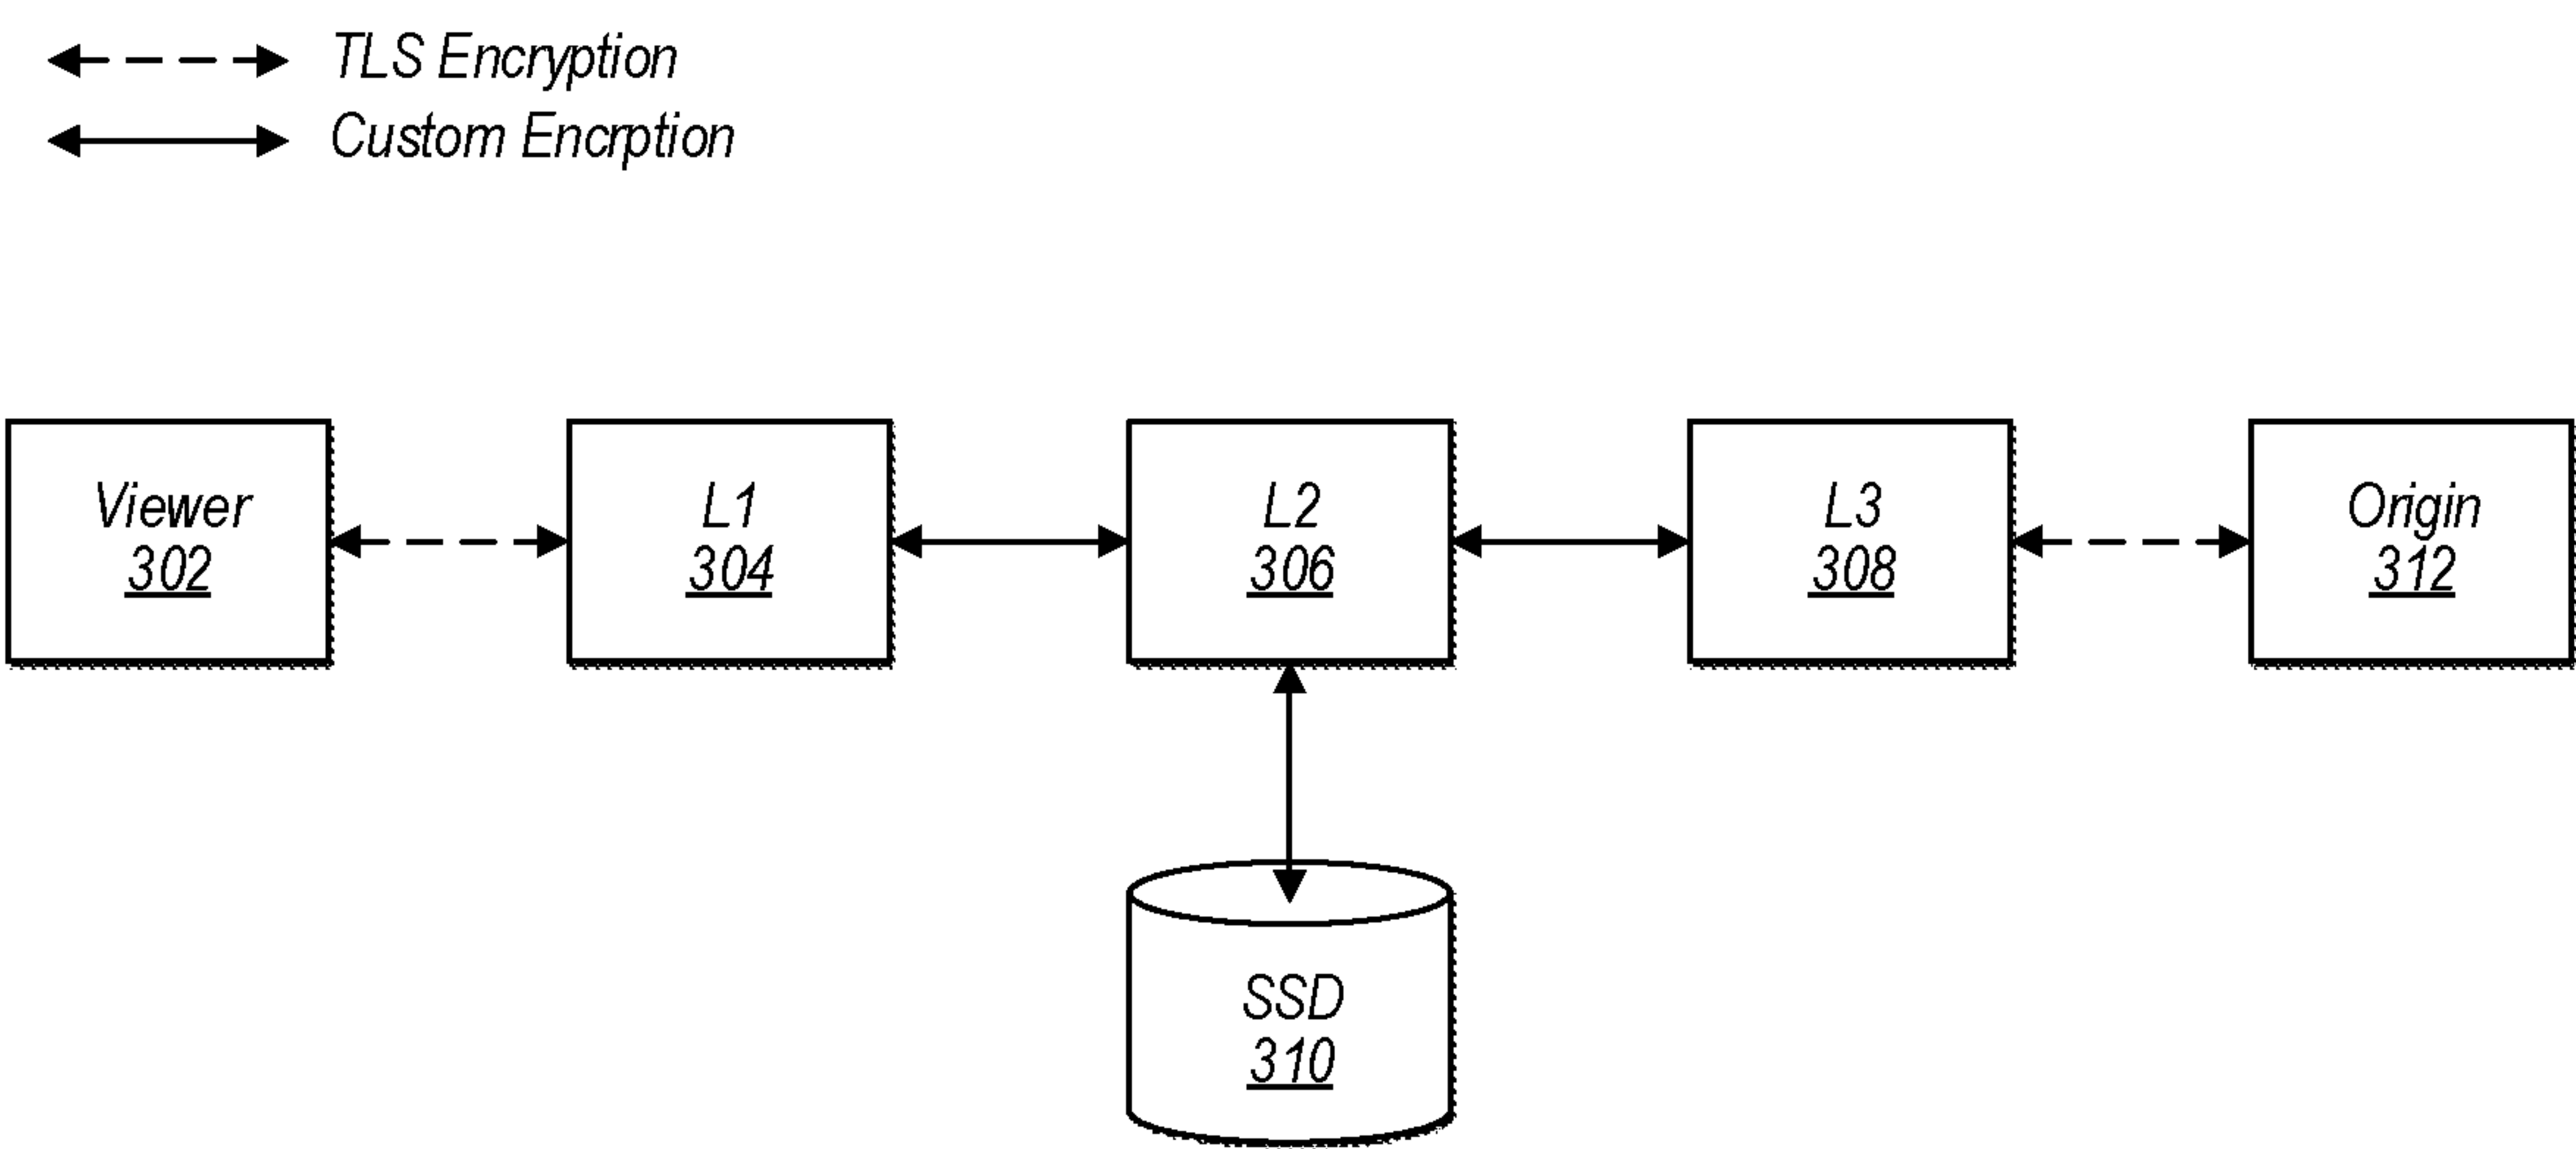 TLS Encryption
Custom Encrption
Viewer
302
L1
304
L2
306
L3
308
Origin
312
SSD
310